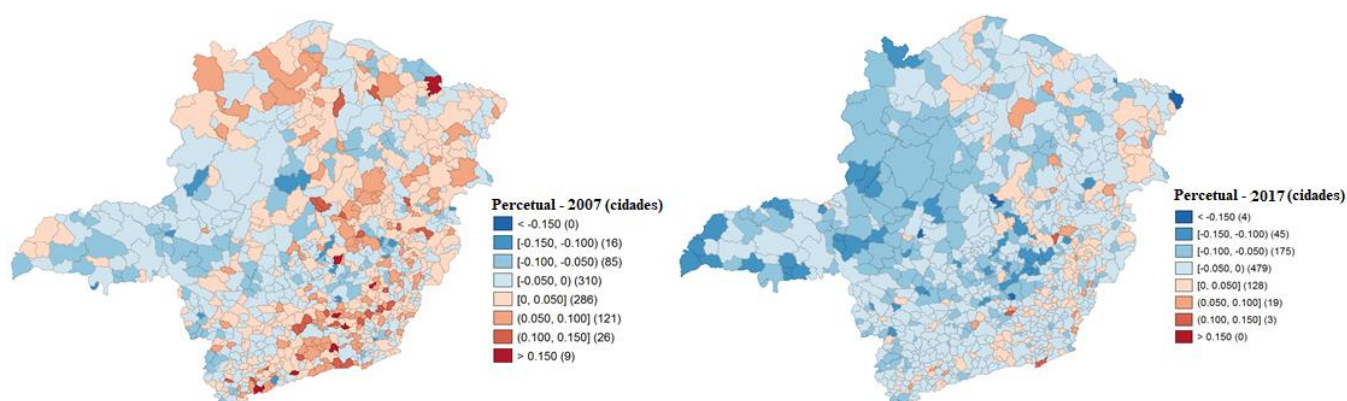 Percetual - 2007 (cidades)
< -0.150 (0)
[-0.150, -0.100) (16)
[-0.100, -0.050) (85)
[-0.050, 0) (310)
[0, 0.050] (286)
(0.050, 0.100] (121)
(0.100, 0.150] (26)
> 0.150 (9)
Percetual - 2017 (cidades)
< -0.150 (4)
[-0.150, -0.100) (45)
[-0.100, -0.050) (175)
[-0.050, 0) (479)
[0, 0.050] (128)
(0.050, 0.100] (19)
(0.100, 0.150] (3)
> 0.150 (0)